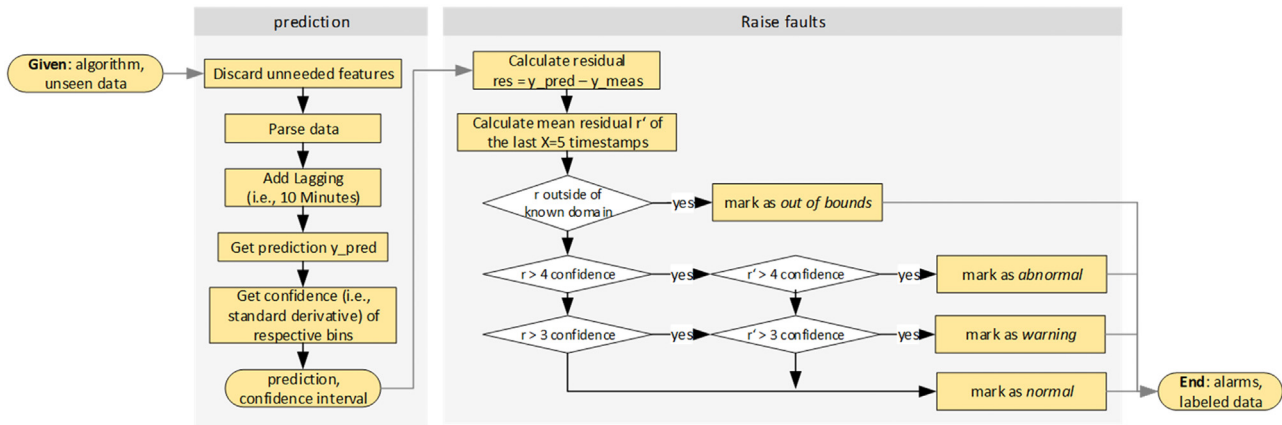 prediction
Raise faults
Given: algorithm,
unseen data
Discard unneeded features
Parse data
Add Lagging
(i.e., 10 Minutes)
Get prediction y_pred
Get confidence (i.e.,
standard derivative) of
respective bins
prediction,
confidence interval
Calculate residual
res = y_pred – y_meas
Calculate mean residual r‘ of
the last X=5 timestamps
r outside of
known domain
yes
mark as out of bounds
r > 4 confidence
yes
r‘ > 4 confidence
yes
mark as abnormal
r > 3 confidence
yes
r‘ > 3 confidence
yes
mark as warning
mark as normal
End: alarms,
labeled data